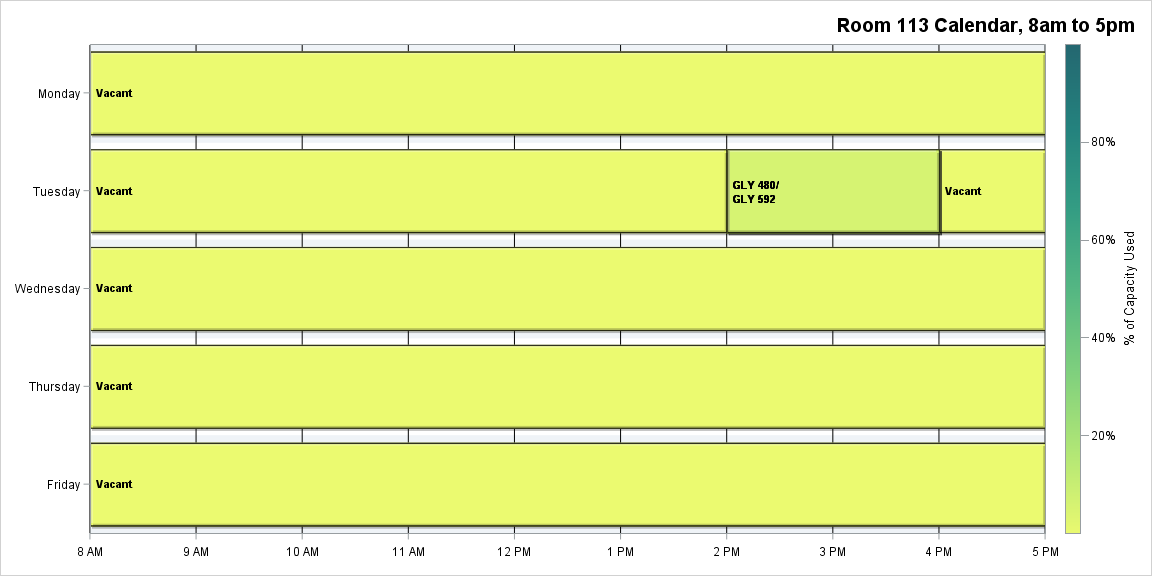 Room 113 Calendar, 8am to 5pm
Monday
Vacant
Tuesday
Vacant
GLY 480/
GLY 592
Vacant
Wednesday
Vacant
Thursday
Vacant
Friday
Vacant
8 AM
9 AM
10 AM
11 AM
12 PM
1 PM
2 PM
3 PM
4 PM
5 PM
80%
60%
40%
20%
% of Capacity Used